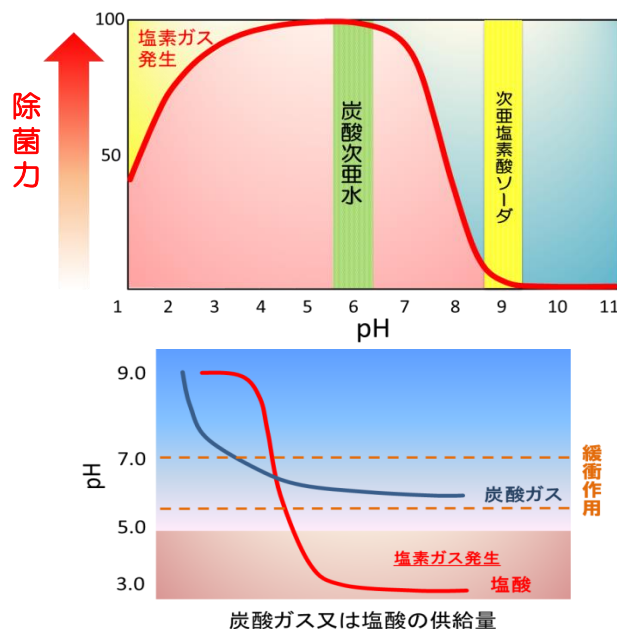 100
塩素ガス
発生
除菌力
50
炭酸次亜水
次亜塩素酸ソーダ
0
1 2 3 4 5 6 7 8 9 10 11
pH
9.0
7.0
緩衝作用
pH
炭酸ガス
5.0
塩素ガス発生
3.0
塩酸
炭酸ガス又は塩酸の供給量